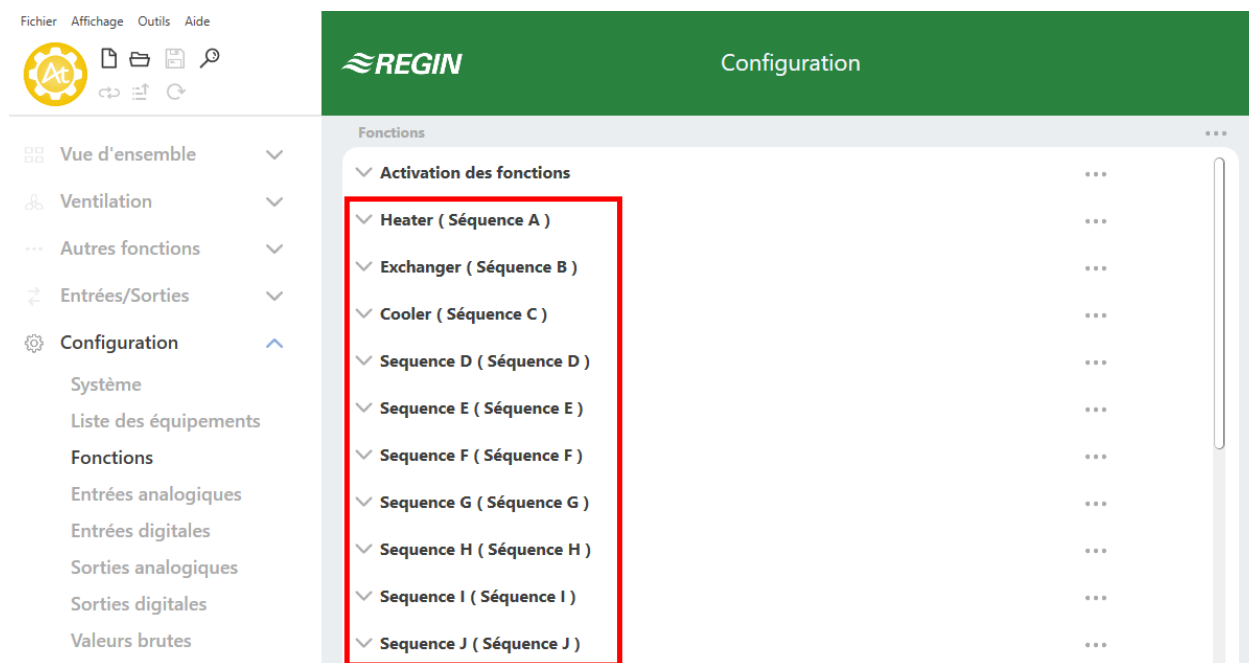 Fichier Affichage Outils Aide
At
REGIN
Configuration
Vue d'ensemble
Ventilation
Autres fonctions
Entrées/Sorties
Configuration
Système
Liste des équipements
Fonctions
Entrées analogiques
Entrées digitales
Sorties analogiques
Sorties digitales
Valeurs brutes
Fonctions
Activation des fonctions
Heater ( Séquence A )
Exchanger ( Séquence B )
Cooler ( Séquence C )
Sequence D ( Séquence D )
Sequence E ( Séquence E )
Sequence F ( Séquence F )
Sequence G ( Séquence G )
Sequence H ( Séquence H )
Sequence I ( Séquence I )
Sequence J ( Séquence J )